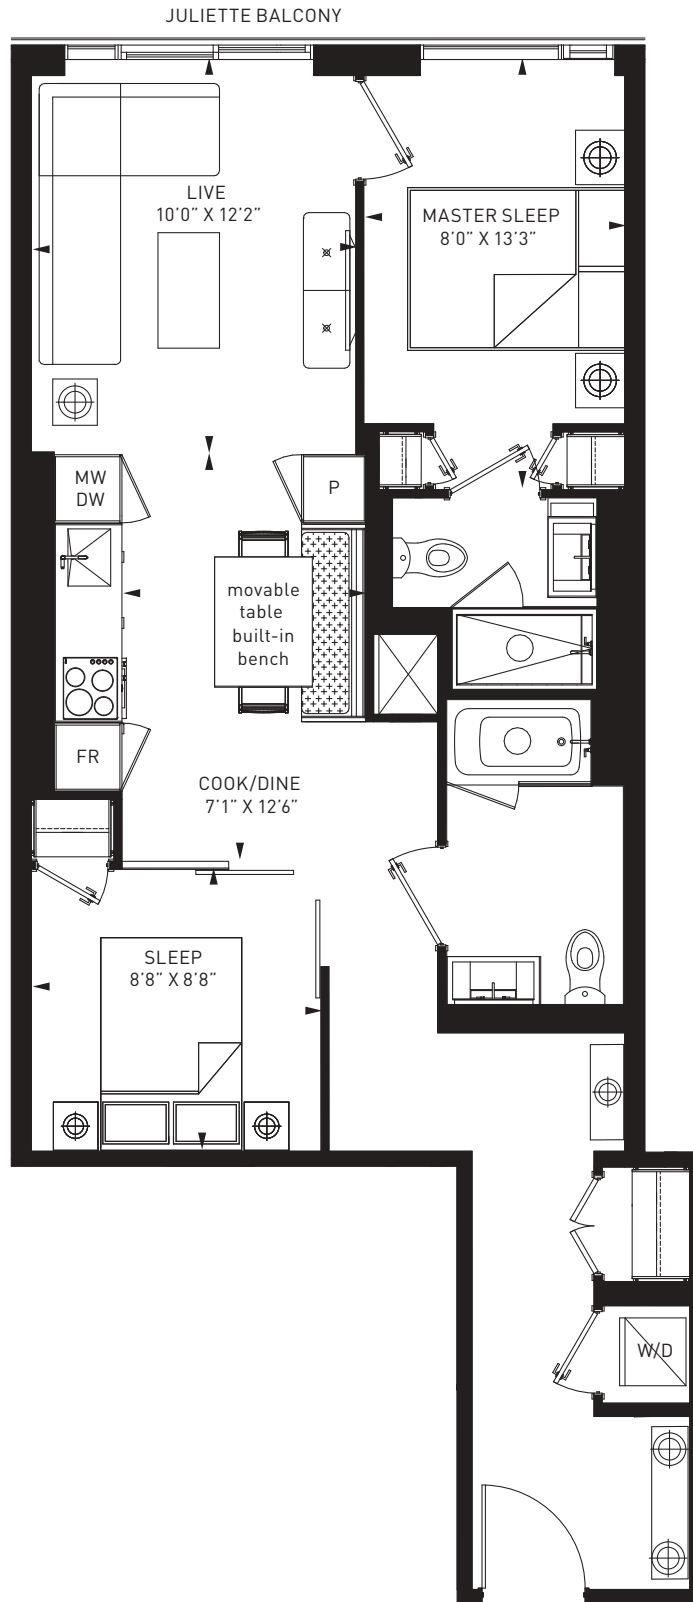 JULIETTE BALCONY
LIVE
10'0” X 12'2”
MASTER SLEEP
8'0” X 13'3”
MW
DW
P
movable
table
built-in
bench
FR
COOK/DINE
7'1” X 12'6”
SLEEP
8'8” X 8'8”
W/D